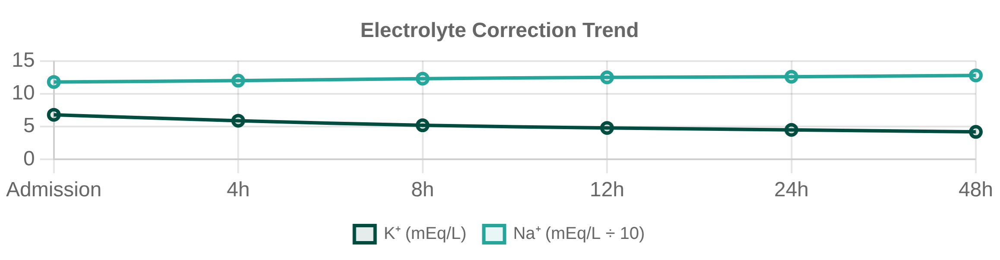 Electrolyte Correction Trend
15
10
5
0
Admission 4h 8h 12h 24h 48h
K⁺ (mEq/L) Na⁺ (mEq/L ÷ 10)